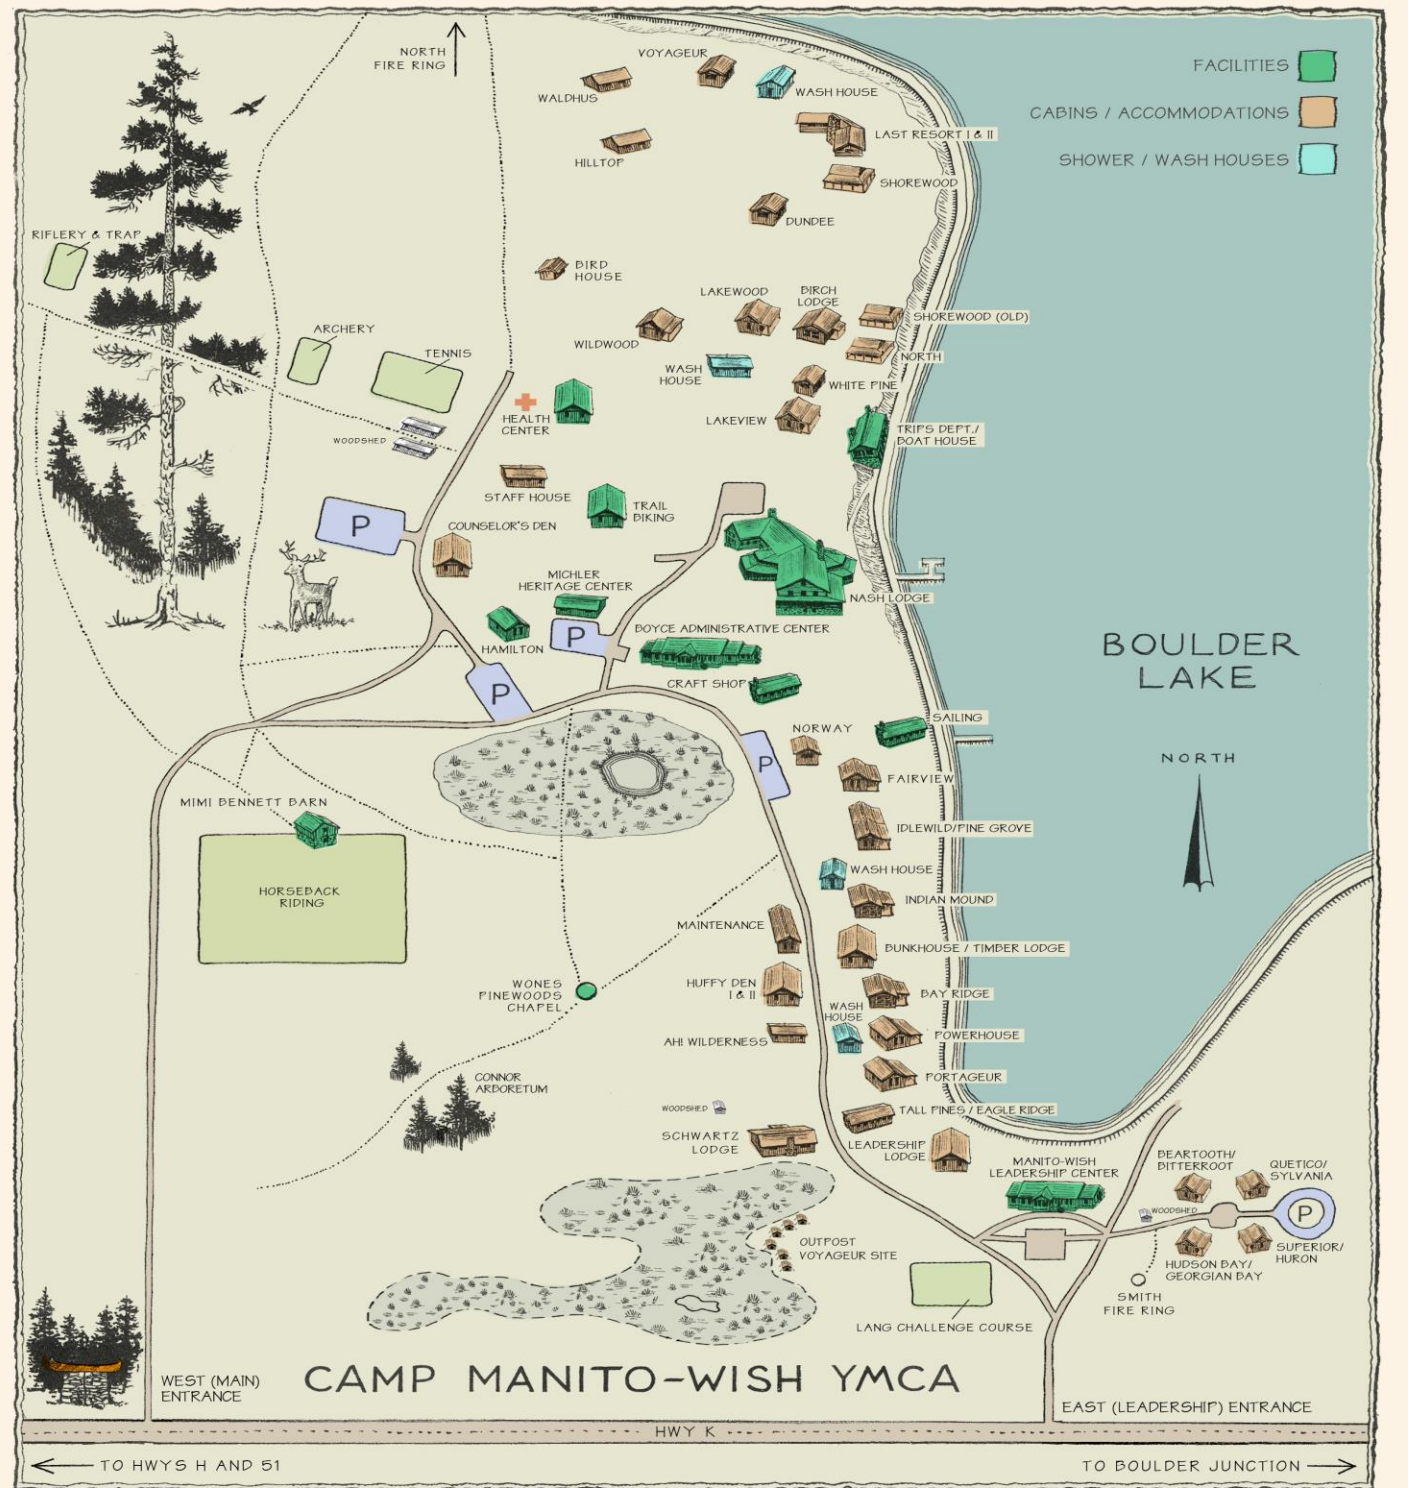 NORTH
FIRE RING
VOYAGEUR
WALDHUS
WASH HOUSE
FACILITIES
CABINS / ACCOMMODATIONS
SHOWER / WASH HOUSES
LAST RESORT I & II
HILLTOP
SHOREWOOD
DUNDEE
RIFLERY & TRAP
BIRD
HOUSE
LAKEWOOD
BIRCH
LODGE
SHOREWOOD (OLD)
ARCHERY
WILDWOOD
TENNIS
NORTH
WASH
HOUSE
WHITE PINE
HEALTH
CENTER
LAKEVIEW
TRIPS DEPT./
BOAT HOUSE
WOODSHED
STAFF HOUSE
TRAIL
BIKING
P
COUNSELOR'S DEN
MICHLER
HERITAGE CENTER
NASH LODGE
HAMILTON
P
BOYCE ADMINISTRATIVE CENTER
BOULDER
LAKE
P
CRAFT SHOP
SAILING
NORWAY
NORTH
P
FAIRVIEW
MIMI BENNETT BARN
IDLEWILD/PINE GROVE
WASH HOUSE
HORSEBACK
RIDING
INDIAN MOUND
MAINTENANCE
BUNKHOUSE / TIMBER LODGE
WONES
PINEWOODS
CHAPEL
HUFFY DEN
I & II
BAY RIDGE
WASH
HOUSE
AH! WILDERNESS
POWERHOUSE
CONNOR
ARBORETUM
PORTAGEUR
WOODSHED
TALL PINES / EAGLE RIDGE
SCHWARTZ
LODGE
LEADERSHIP
LODGE
MANITO-WISH
LEADERSHIP CENTER
BEARTOOTH/
BITTERROOT
QUETICO/
SYLVANIA
WOODSHED
P
OUTPOST
VOYAGEUR SITE
SUPERIOR/
HURON
HUDSON BAY/
GEORGIAN BAY
SMITH
FIRE RING
LANG CHALLENGE COURSE
CAMP MANITO-WISH YMCA
WEST (MAIN)
ENTRANCE
EAST (LEADERSHIP) ENTRANCE
HWY K
TO HWYS H AND 51
TO BOULDER JUNCTION